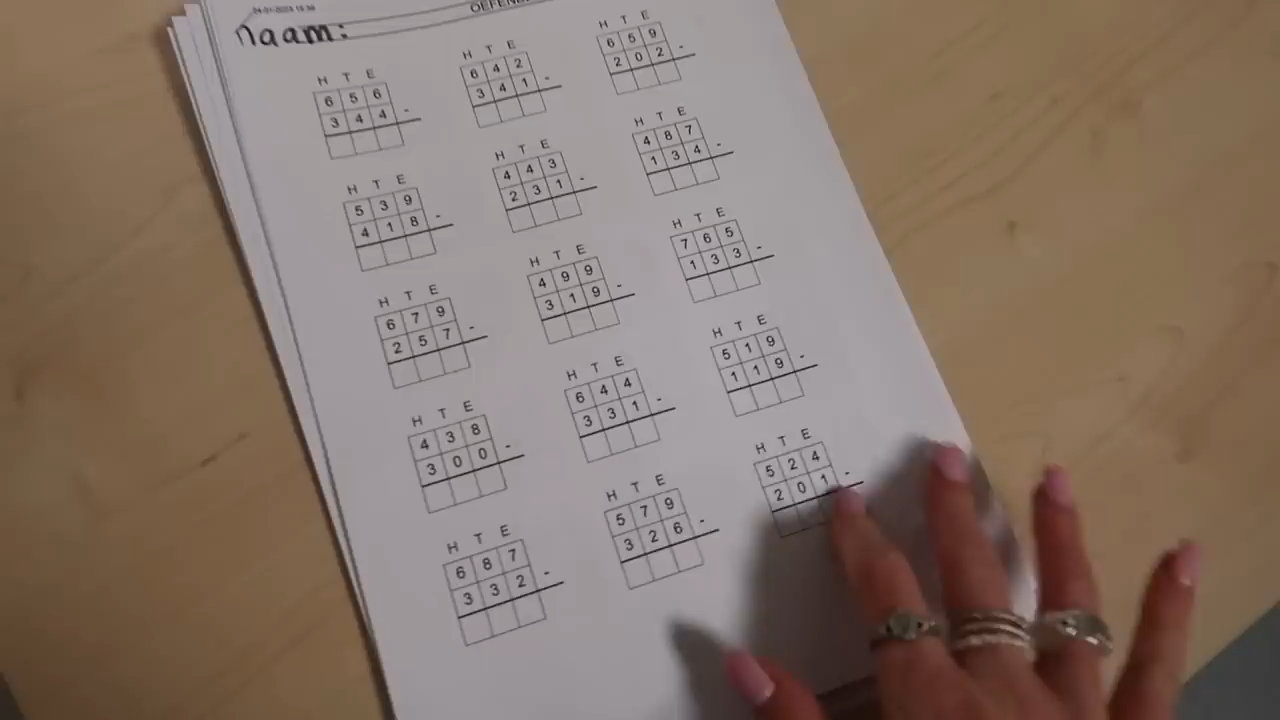 Naam:
H T E
6 5 6
3 4 4 -
H T E
6 4 2
3 4 1 -
H T E
6 5 9
2 0 2 -
H T E
5 3 9
4 1 8 -
H T E
4 4 3
2 3 1 -
H T E
4 8 7
1 3 4 -
H T E
6 7 9
2 5 7 -
H T E
4 9 9
3 1 9 -
H T E
7 6 5
1 3 3 -
H T E
4 3 8
3 0 0 -
H T E
6 4 4
3 3 1 -
H T E
5 1 9
1 1 9 -
H T E
6 8 7
3 3 2 -
H T E
5 7 9
3 2 6 -
H T E
5 2 4
2 0 1 -